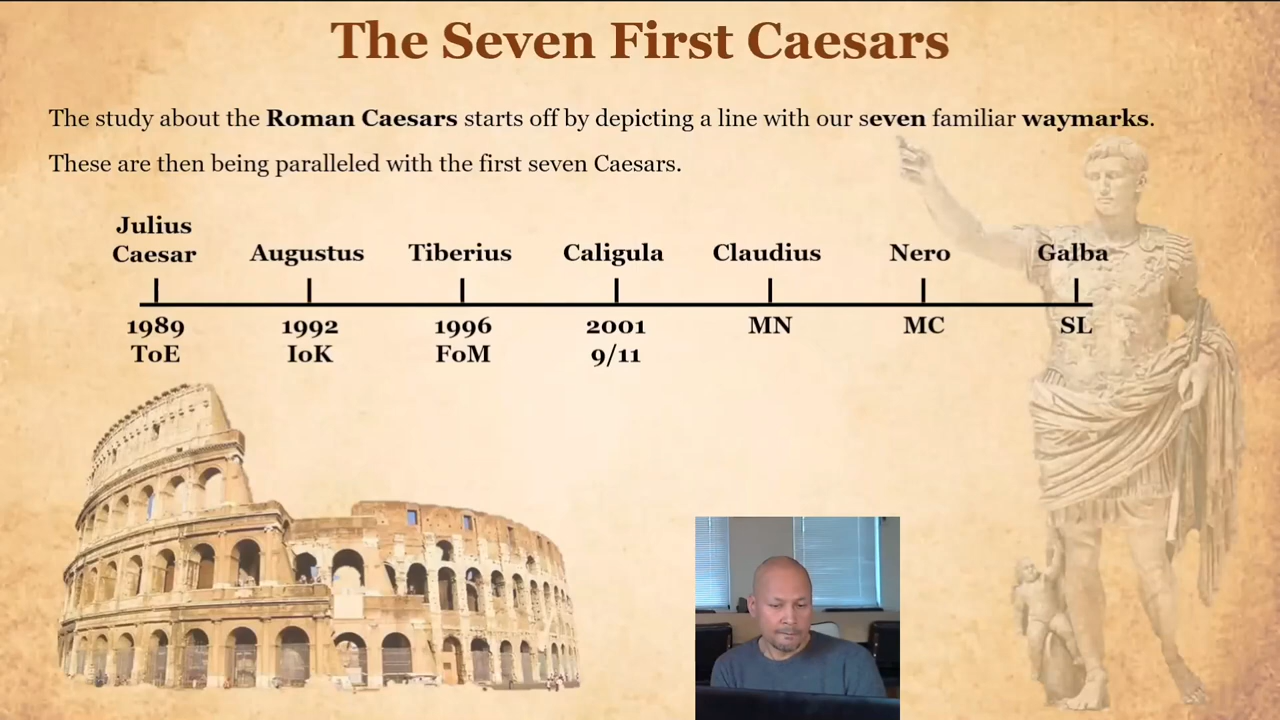 The Seven First Caesars
The study about the Roman Caesars starts off by depicting a line with our seven familiar waymarks.
These are then being paralleled with the first seven Caesars.
Julius
Caesar Augustus Tiberius Caligula Claudius Nero Galba
1989 1992 1996 2001 MN MC SL
ToE IoK FoM 9/11